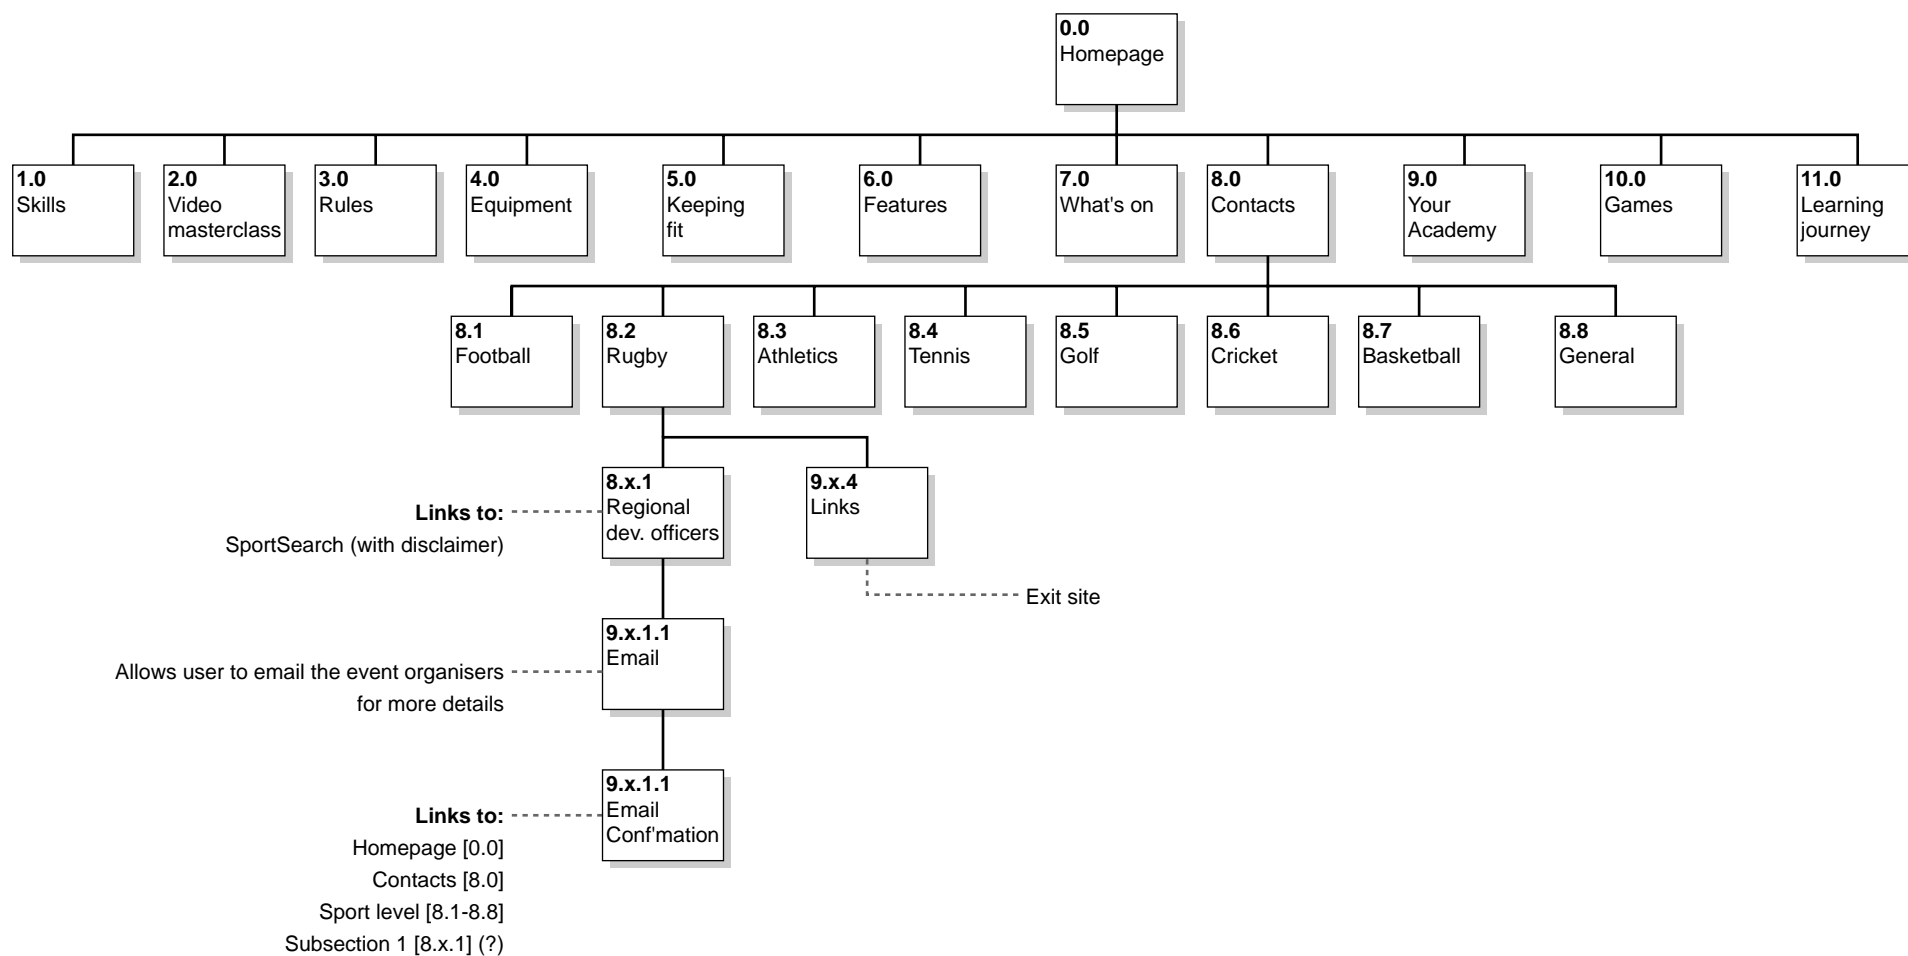 0.0
Homepage
1.0
Skills
2.0
Video
masterclass
3.0
Rules
4.0
Equipment
5.0
Keeping
fit
6.0
Features
7.0
What's on
8.0
Contacts
9.0
Your
Academy
10.0
Games
11.0
Learning
journey
8.1
Football
8.2
Rugby
8.3
Athletics
8.4
Tennis
8.5
Golf
8.6
Cricket
8.7
Basketball
8.8
General
8.x.1
Regional
dev. officers
9.x.4
Links
Links to:
SportSearch (with disclaimer)
Exit site
9.x.1.1
Email
Allows user to email the event organisers
for more details
9.x.1.1
Email
Conf'mation
Links to:
Homepage [0.0]
Contacts [8.0]
Sport level [8.1-8.8]
Subsection 1 [8.x.1] (?)